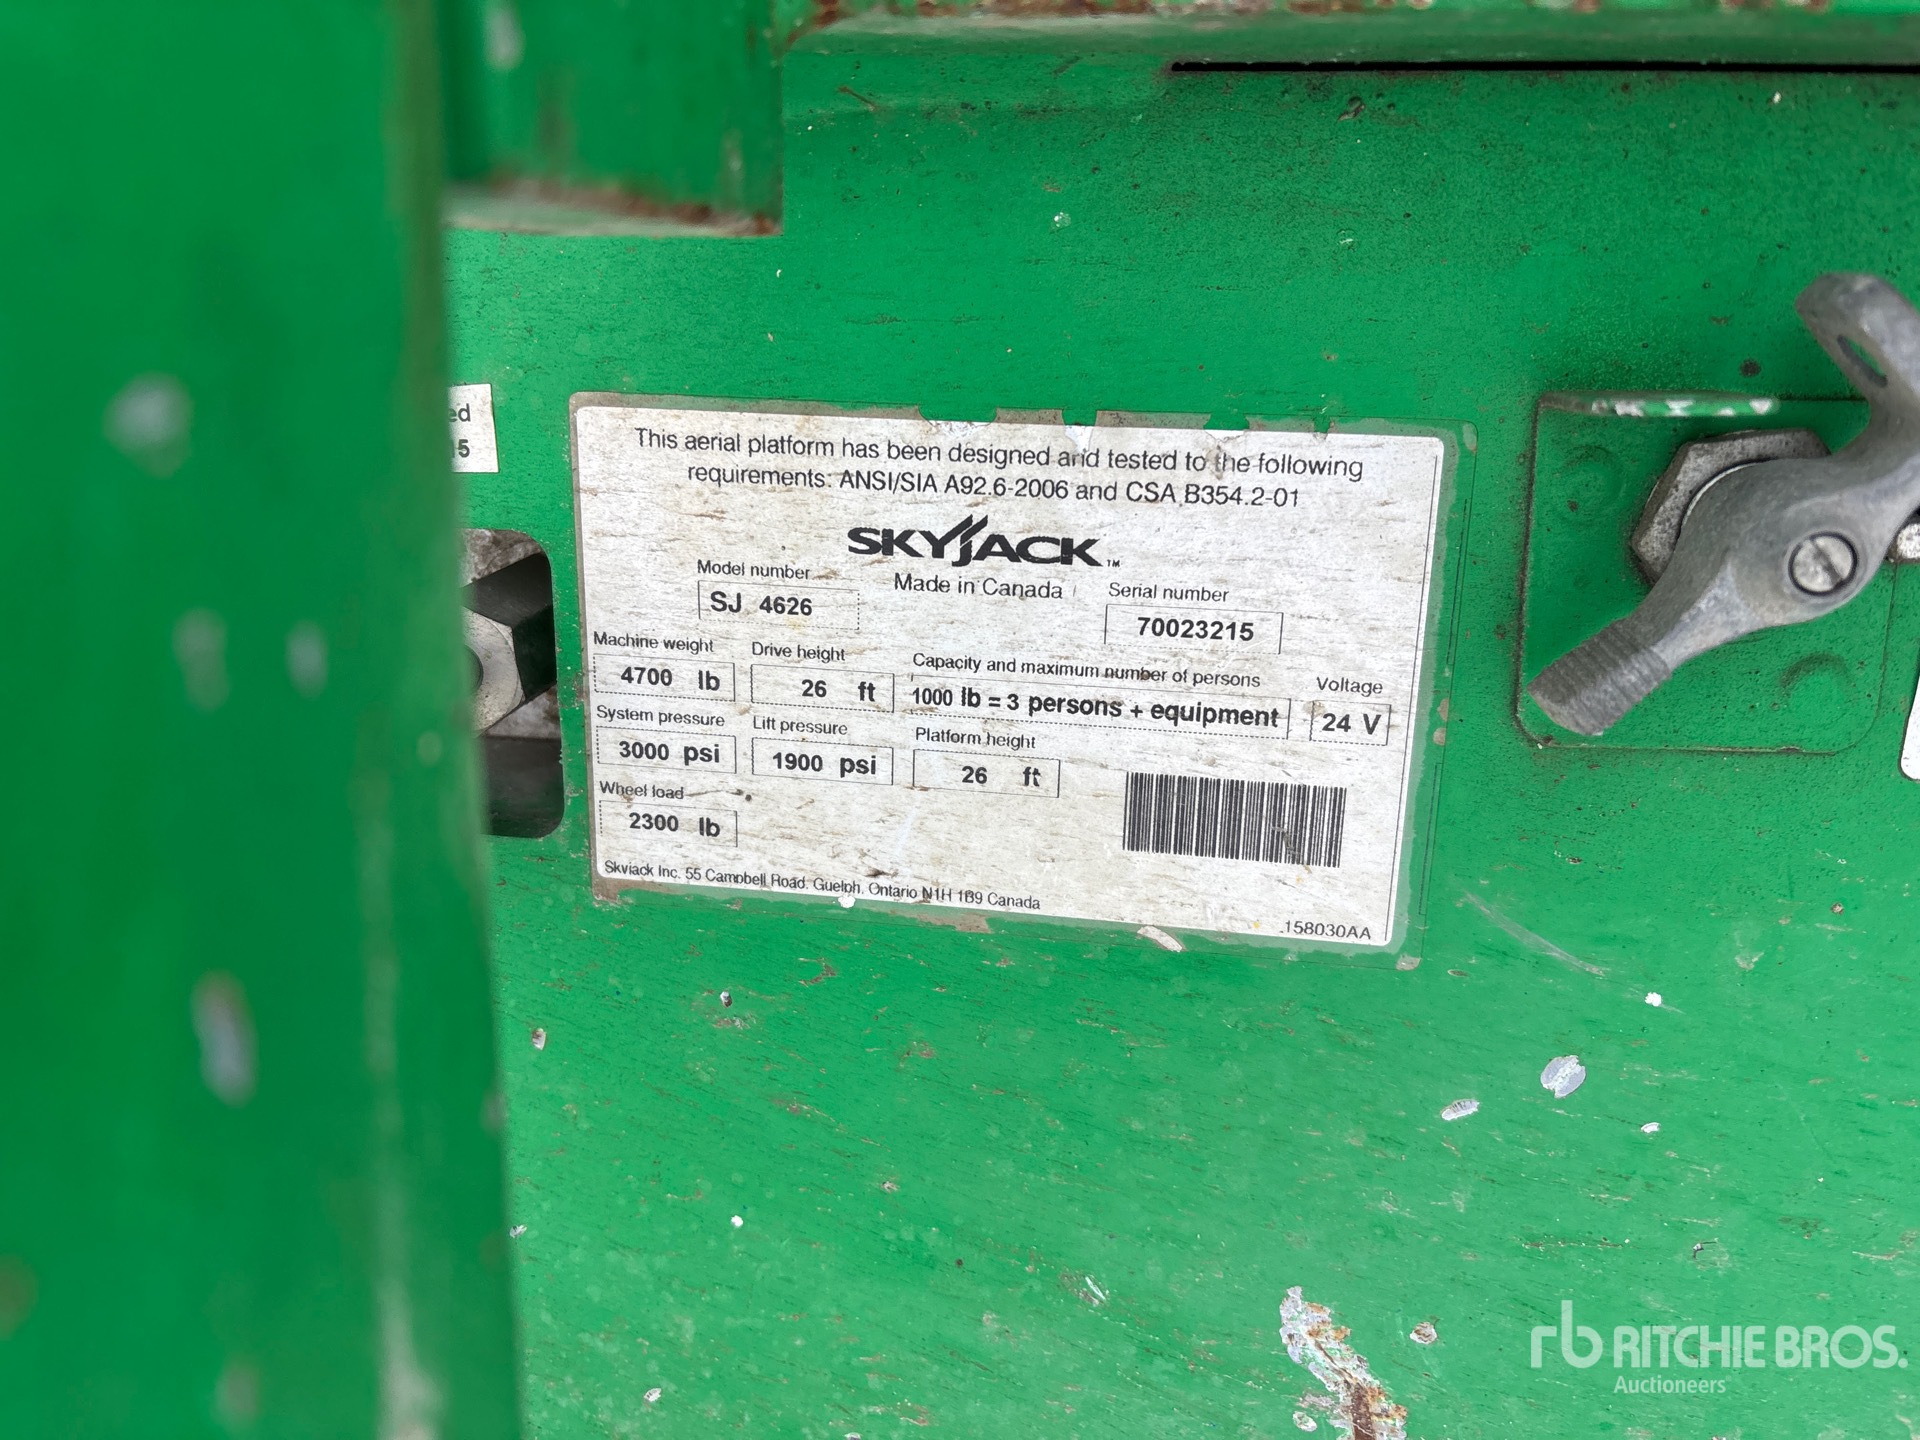 ed
15
This aerial platform has been designed and tested to the following
requirements: ANSI/SIA A92.6-2006 and CSA B354.2-01
SKYJACK™
Made in Canada
Model number
SJ 4626
Serial number
70023215
Machine weight
4700 lb
Drive height
26 ft
Capacity and maximum number of persons
1000 lb = 3 persons + equipment
Voltage
24 V
System pressure
3000 psi
Lift pressure
1900 psi
Platform height
26 ft
Wheel load
2300 lb
Skyjack Inc. 55 Campbell Road. Guelph, Ontario N1H 1B9 Canada
158030AA
rb RITCHIE BROS.
Auctioneers